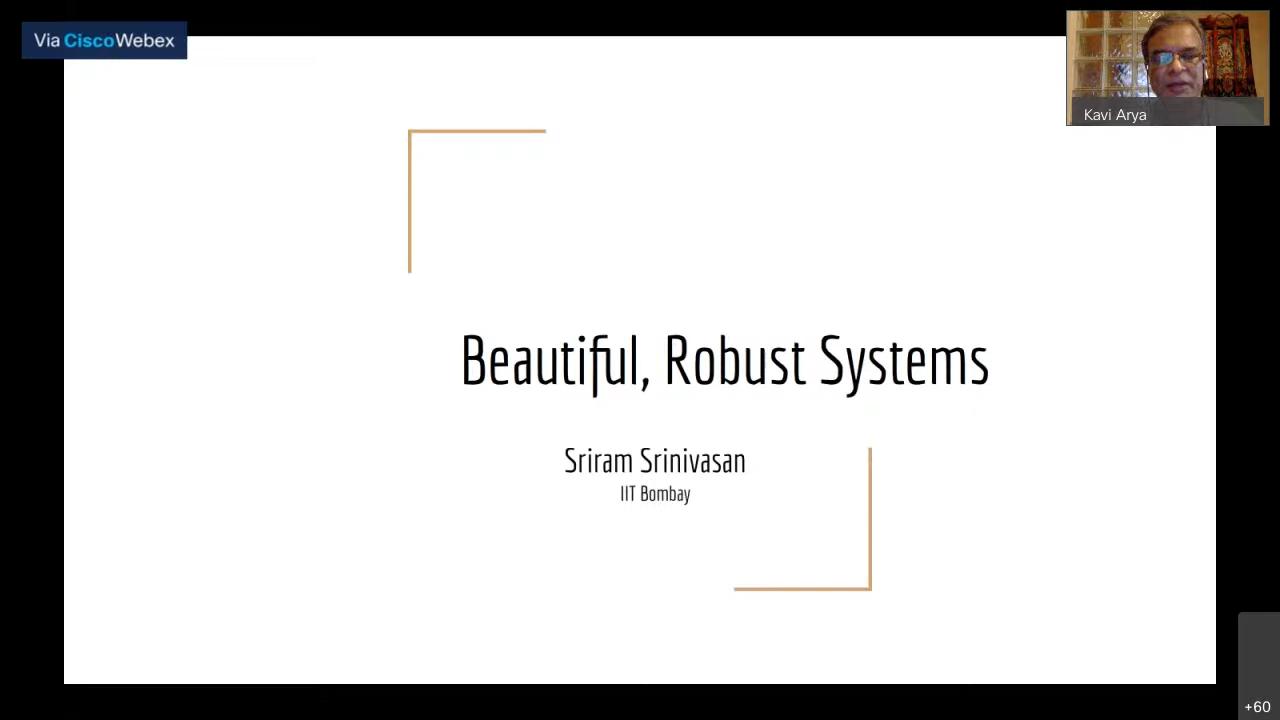 Via CiscoWebex
Kavi Arya
Beautiful, Robust Systems
Sriram Srinivasan
IIT Bombay
+60